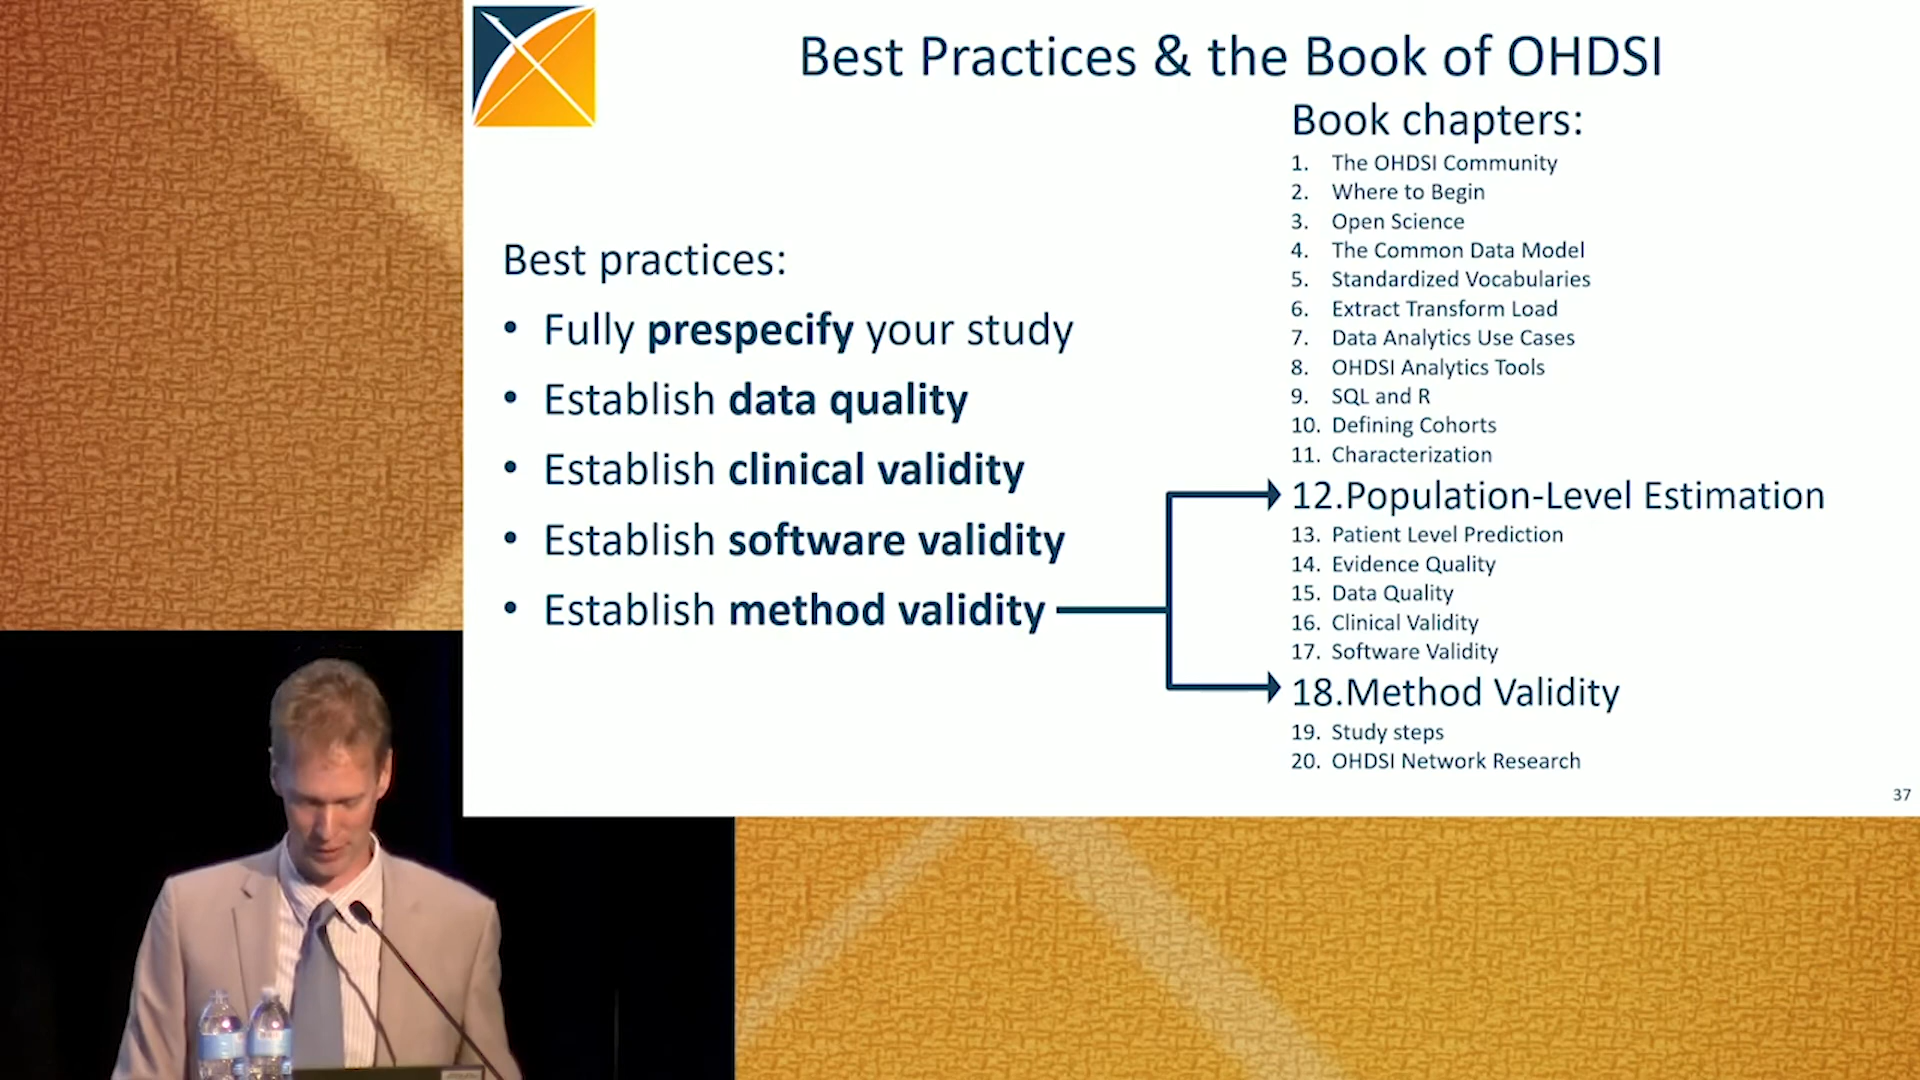 Best Practices & the Book of OHDSI
Best practices:
• Fully prespecify your study
• Establish data quality
• Establish clinical validity
• Establish software validity
• Establish method validity
Book chapters:
1. The OHDSI Community
2. Where to Begin
3. Open Science
4. The Common Data Model
5. Standardized Vocabularies
6. Extract Transform Load
7. Data Analytics Use Cases
8. OHDSI Analytics Tools
9. SQL and R
10. Defining Cohorts
11. Characterization
12.Population-Level Estimation
13. Patient Level Prediction
14. Evidence Quality
15. Data Quality
16. Clinical Validity
17. Software Validity
18.Method Validity
19. Study steps
20. OHDSI Network Research
37